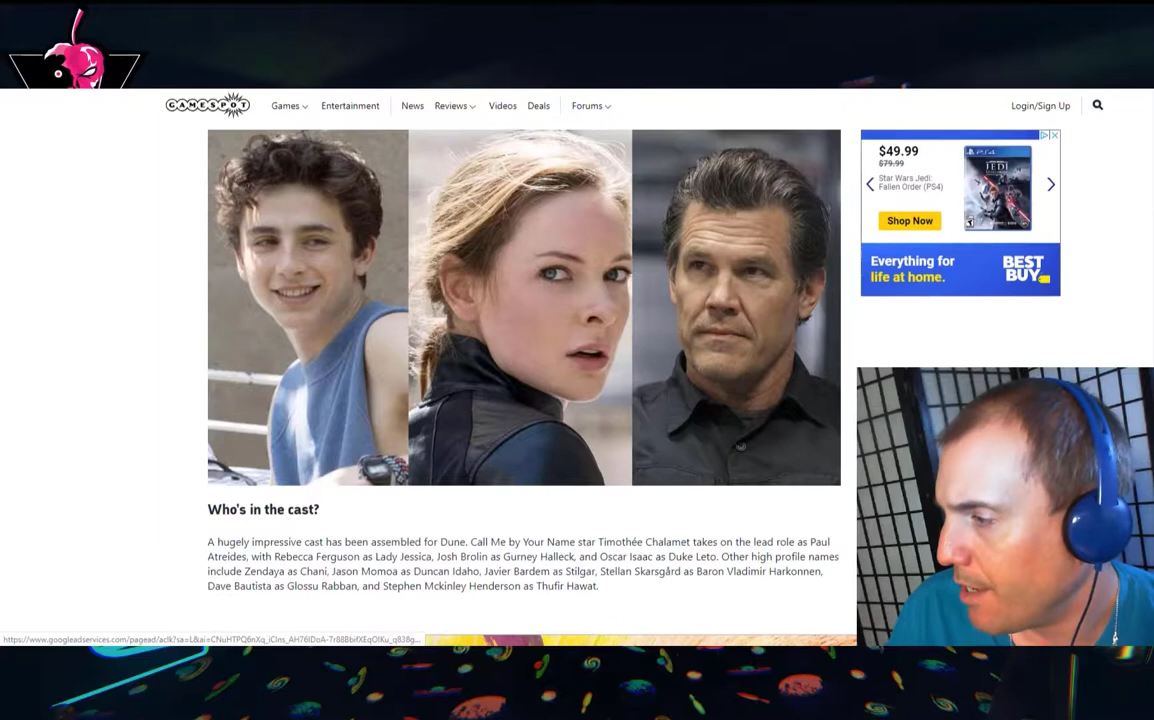 GAMESPOT
Games
Entertainment
News
Reviews
Videos
Deals
Forums
Login/Sign Up
$49.99
$79.99
Star Wars Jedi:
Fallen Order (PS4)
Shop Now
PS4
JEDI
Everything for
life at home.
BEST
BUY
Who's in the cast?
A hugely impressive cast has been assembled for Dune. Call Me by Your Name star Timothée Chalamet takes on the lead role as Paul
Atreides, with Rebecca Ferguson as Lady Jessica, Josh Brolin as Gurney Halleck, and Oscar Isaac as Duke Leto. Other high profile names
include Zendaya as Chani, Jason Momoa as Duncan Idaho, Javier Bardem as Stilgar, Stellan Skarsgård as Baron Vladimir Harkonnen,
Dave Bautista as Glossu Rabban, and Stephen Mckinley Henderson as Thufir Hawat.